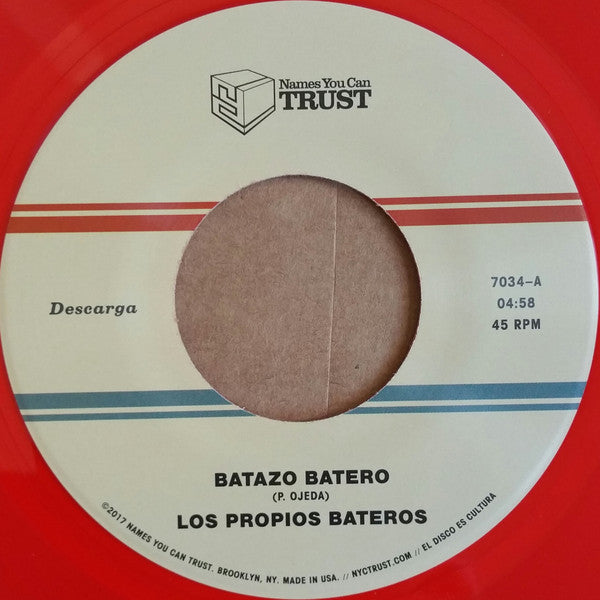 Names You Can
TRUST
Descarga
7034-A
04:58
45 RPM
BATAZO BATERO
(P. OJEDA)
LOS PROPIOS BATEROS
©2017 NAMES YOU CAN TRUST. BROOKLYN, NY. MADE IN USA. // NYCTRUST.COM // EL DISCO ES CULTURA